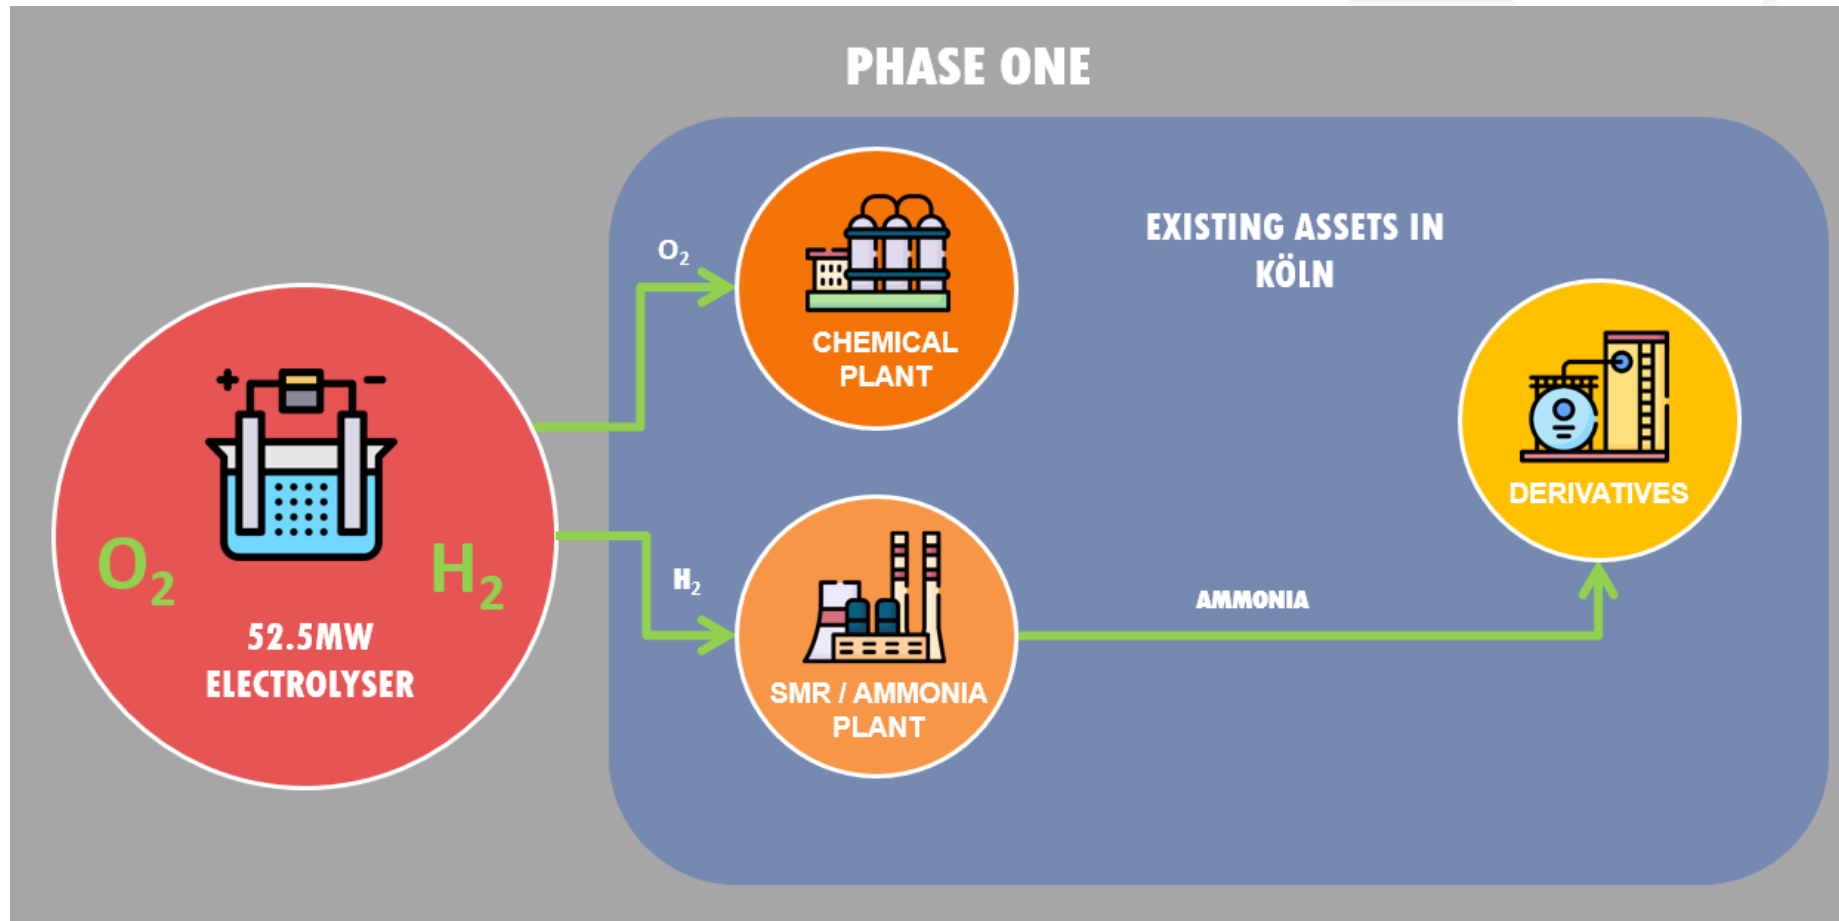 PHASE ONE
EXISTING ASSETS IN
KÖLN
O₂
CHEMICAL
PLANT
DERIVATIVES
+ −
O₂ H₂
52.5MW
ELECTROLYSER
H₂
SMR / AMMONIA
PLANT
AMMONIA